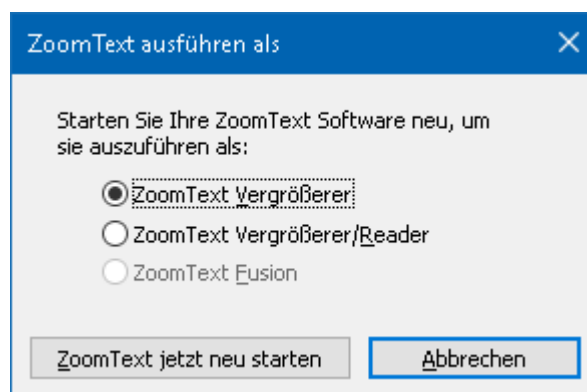 ZoomText ausführen als
Starten Sie Ihre ZoomText Software neu, um
sie auszuführen als:
ZoomText Vergrößerer
ZoomText Vergrößerer/Reader
ZoomText Fusion
ZoomText jetzt neu starten
Abbrechen